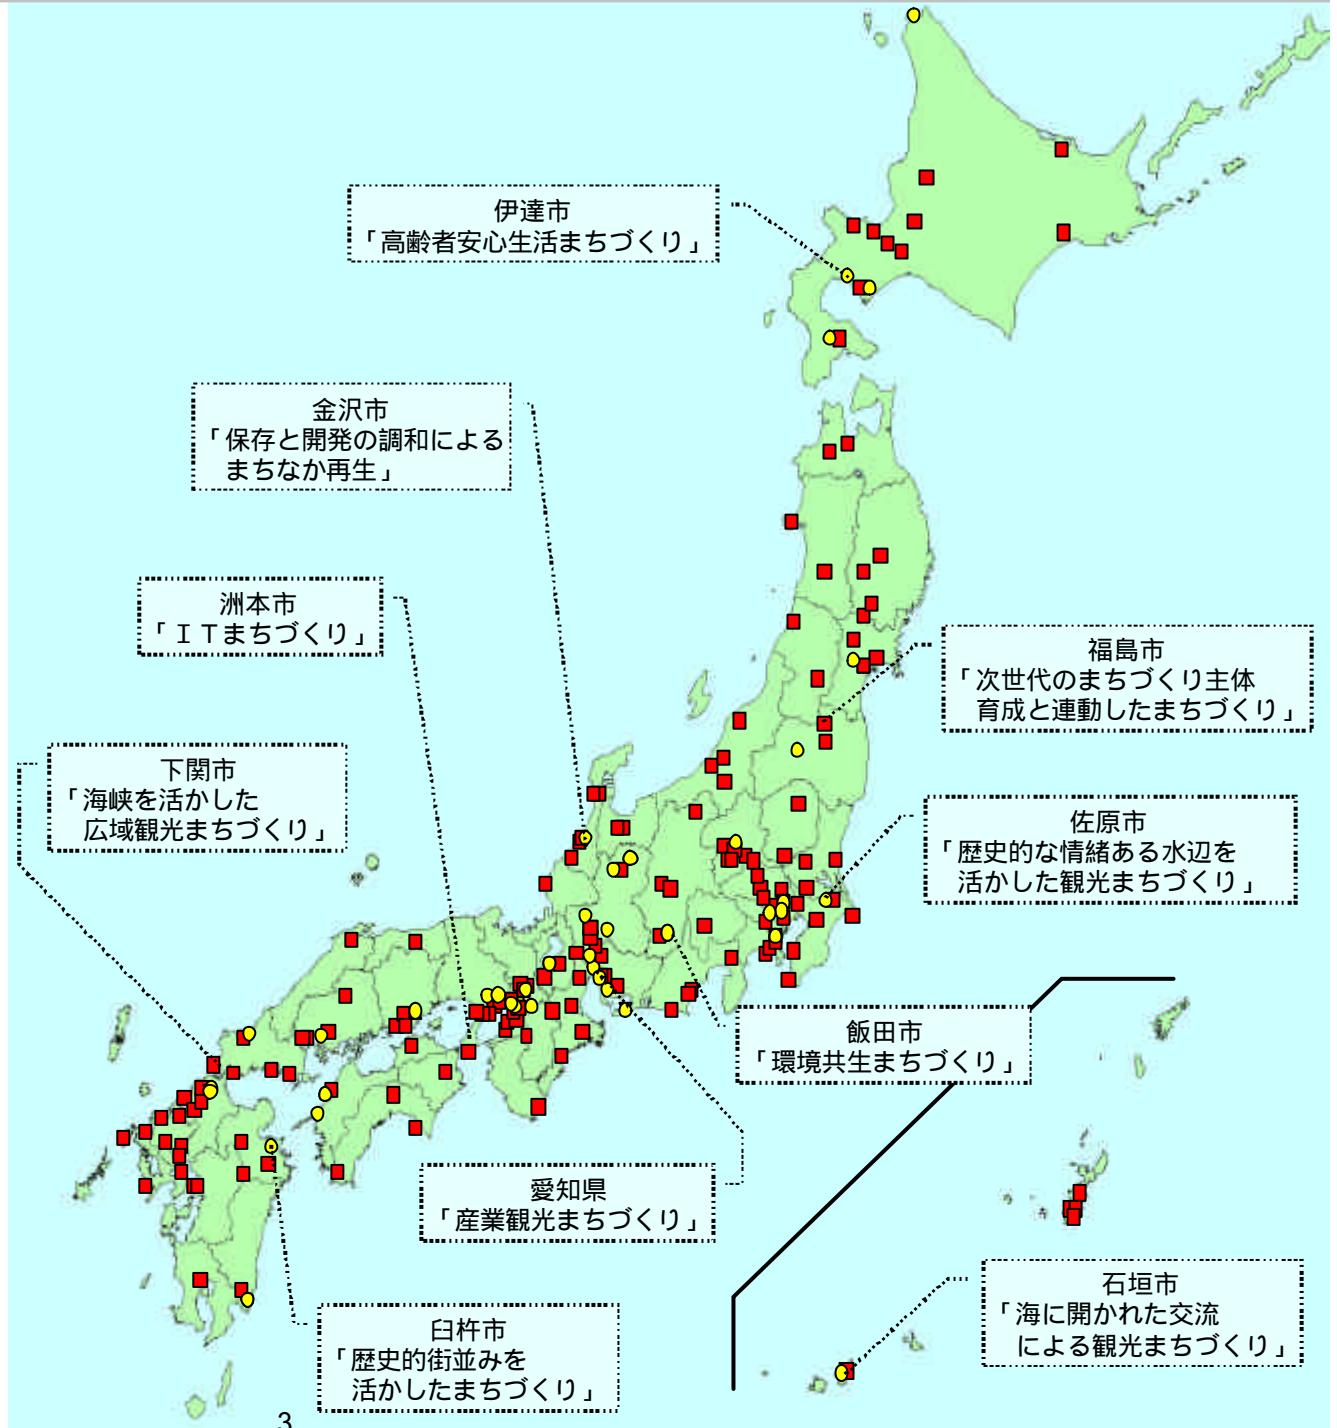 伊達市
「高齢者安心生活まちづくり」
金沢市
「保存と開発の調和による
まちなか再生」
洲本市
「ＩＴまちづくり」
福島市
「次世代のまちづくり主体
育成と連動したまちづくり」
下関市
「海峡を活かした
広域観光まちづくり」
佐原市
「歴史的な情緒ある水辺を
活かした観光まちづくり」
飯田市
「環境共生まちづくり」
愛知県
「産業観光まちづくり」
石垣市
「海に開かれた交流
による観光まちづくり」
臼杵市
「歴史的街並みを
活かしたまちづくり」
3